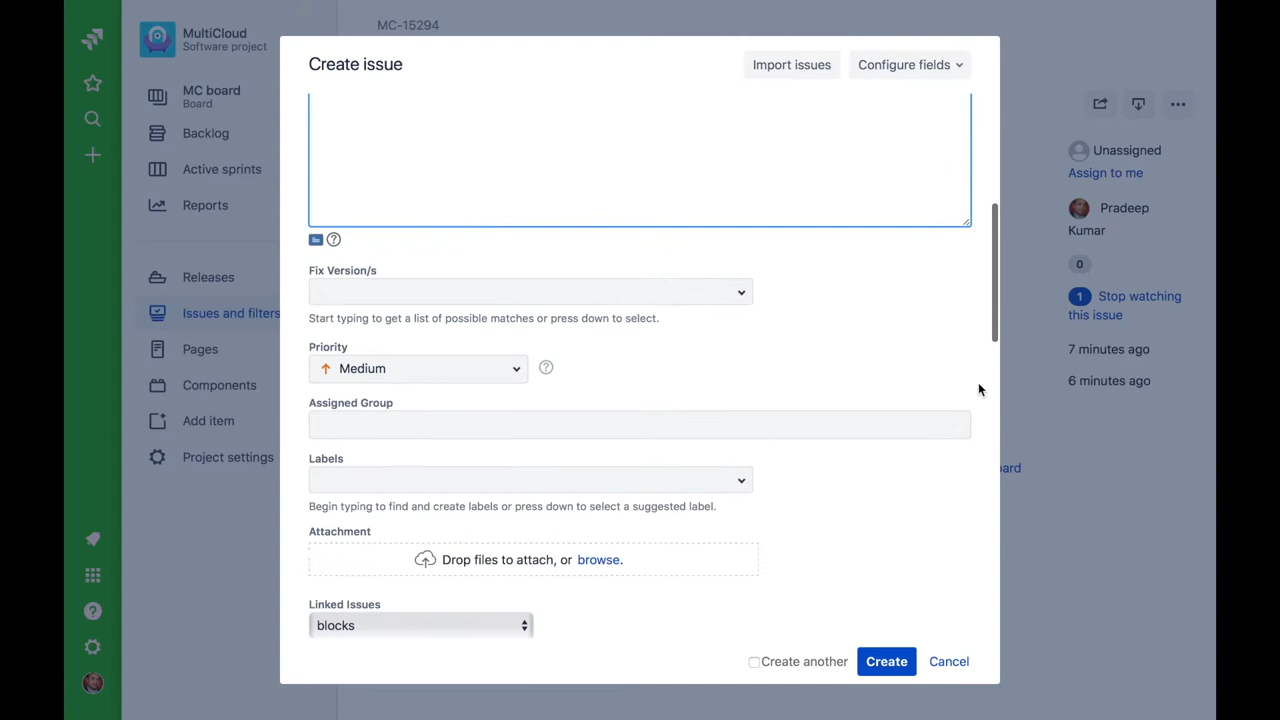 MultiCloud
Software project
MC board
Board
Backlog
Active sprints
Reports
Releases
Issues and filters
Pages
Components
Add item
Project settings
MC-15294
Create issue
Import issues
Configure fields
Fix Version/s
Start typing to get a list of possible matches or press down to select.
Priority
Medium
Assigned Group
Labels
Begin typing to find and create labels or press down to select a suggested label.
Attachment
Drop files to attach, or browse.
Linked Issues
blocks
Create another
Create
Cancel
Unassigned
Assign to me
Pradeep
Kumar
0
1 Stop watching
this issue
7 minutes ago
6 minutes ago